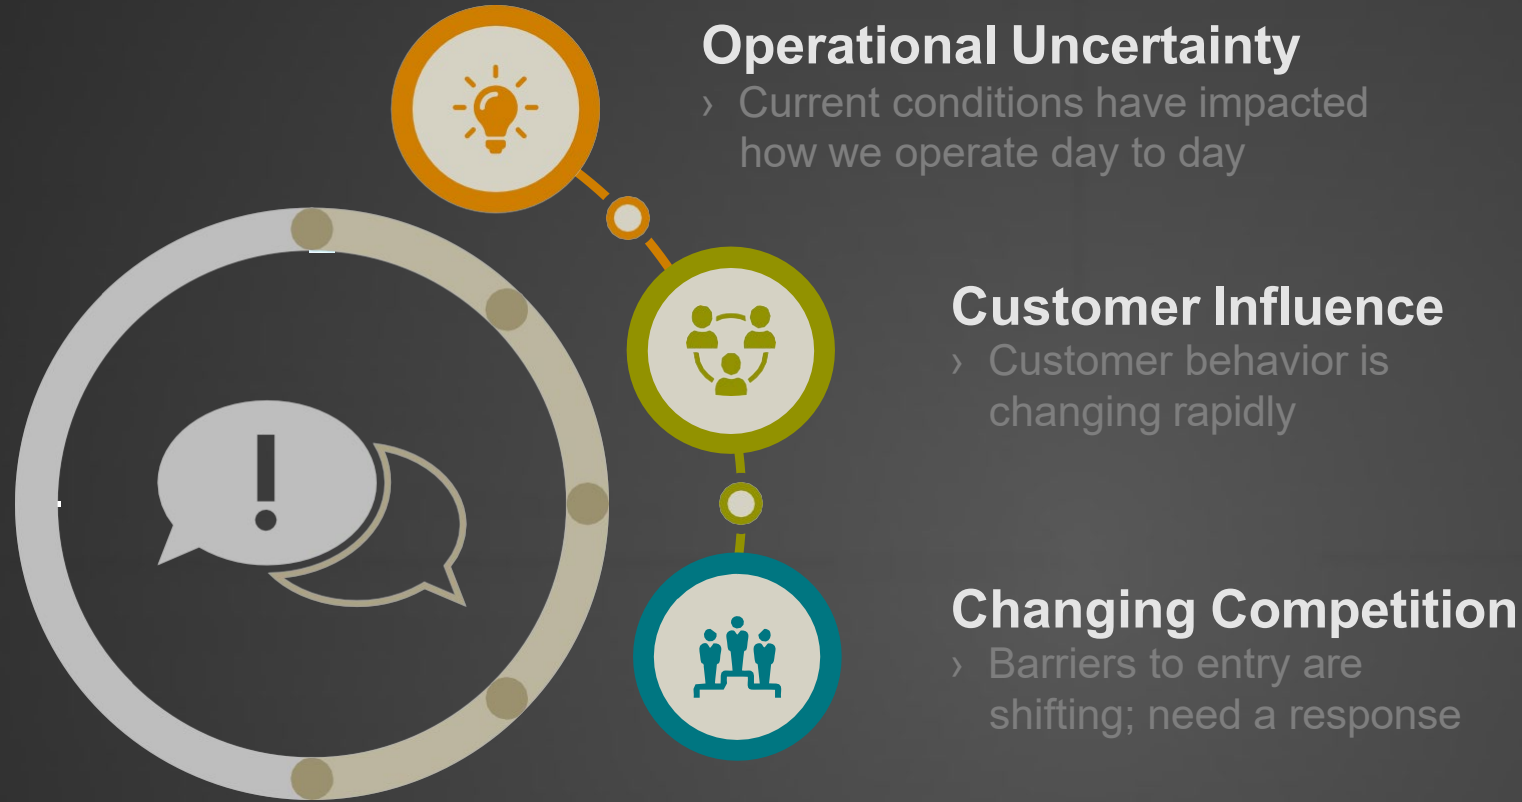 Operational Uncertainty
› Current conditions have impacted
how we operate day to day
Customer Influence
› Customer behavior is
changing rapidly
Changing Competition
› Barriers to entry are
shifting; need a response
!